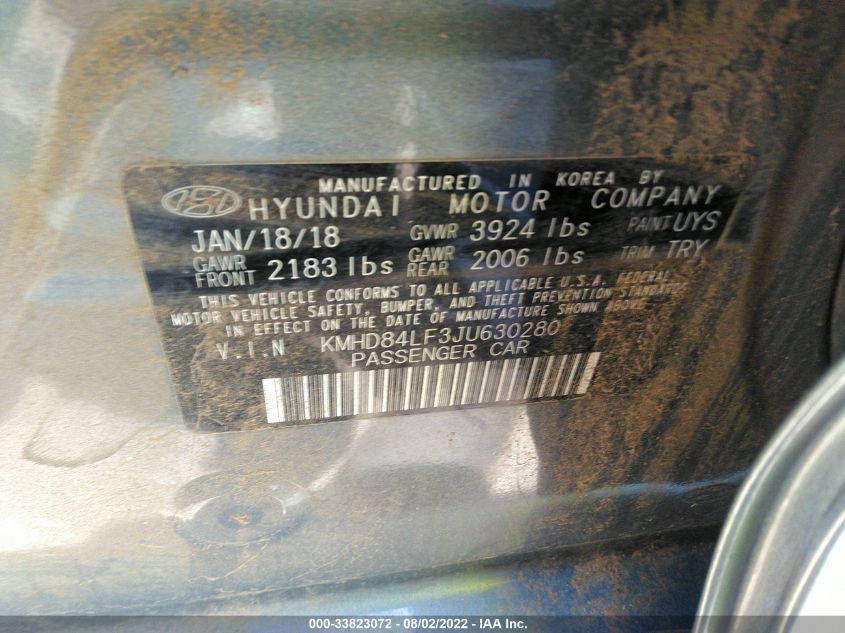 MANUFACTURED IN KOREA BY
HYUNDAI MOTOR COMPANY
JAN/18/18 GVWR 3924 lbs PAINT UYS
GAWR FRONT 2183 lbs GAWR REAR 2006 lbs TRIM TRY
THIS VEHICLE CONFORMS TO ALL APPLICABLE U.S.A. FEDERAL
MOTOR VEHICLE SAFETY, BUMPER, AND THEFT PREVENTION STANDARDS
IN EFFECT ON THE DATE OF MANUFACTURE SHOWN ABOVE.
V.I.N KMHD84LF3JU630280
PASSENGER CAR
000-33823072 - 08/02/2022 - IAA Inc.